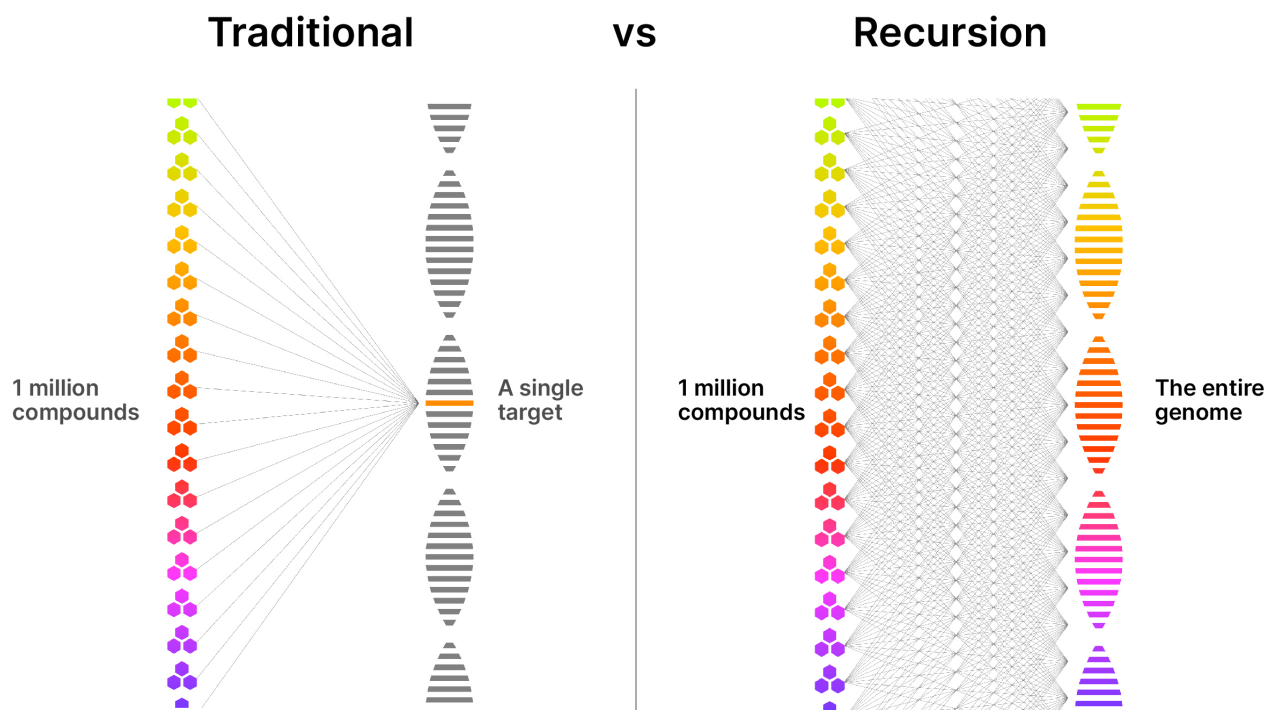 Traditional
vs
Recursion
1 million
compounds
A single
target
1 million
compounds
The entire
genome